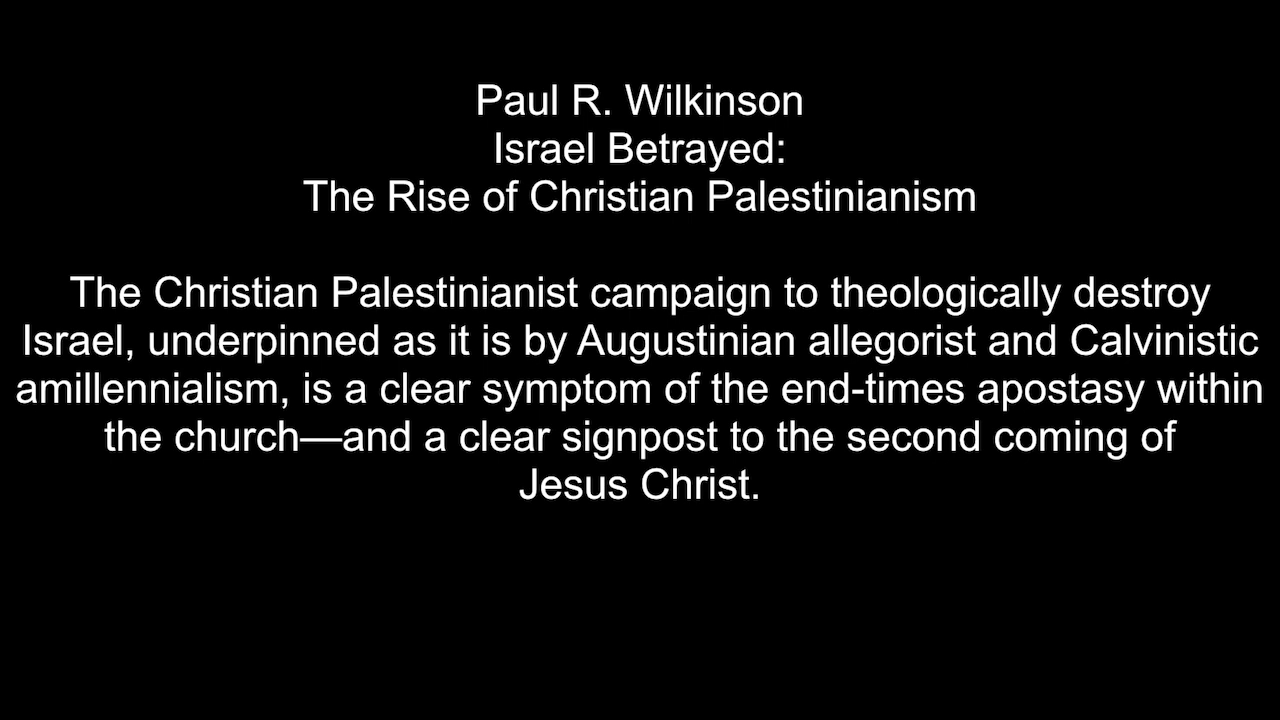 Paul R. Wilkinson
Israel Betrayed:
The Rise of Christian Palestinianism
The Christian Palestinianist campaign to theologically destroy
Israel, underpinned as it is by Augustinian allegorist and Calvinistic
amillennialism, is a clear symptom of the end-times apostasy within
the church—and a clear signpost to the second coming of
Jesus Christ.